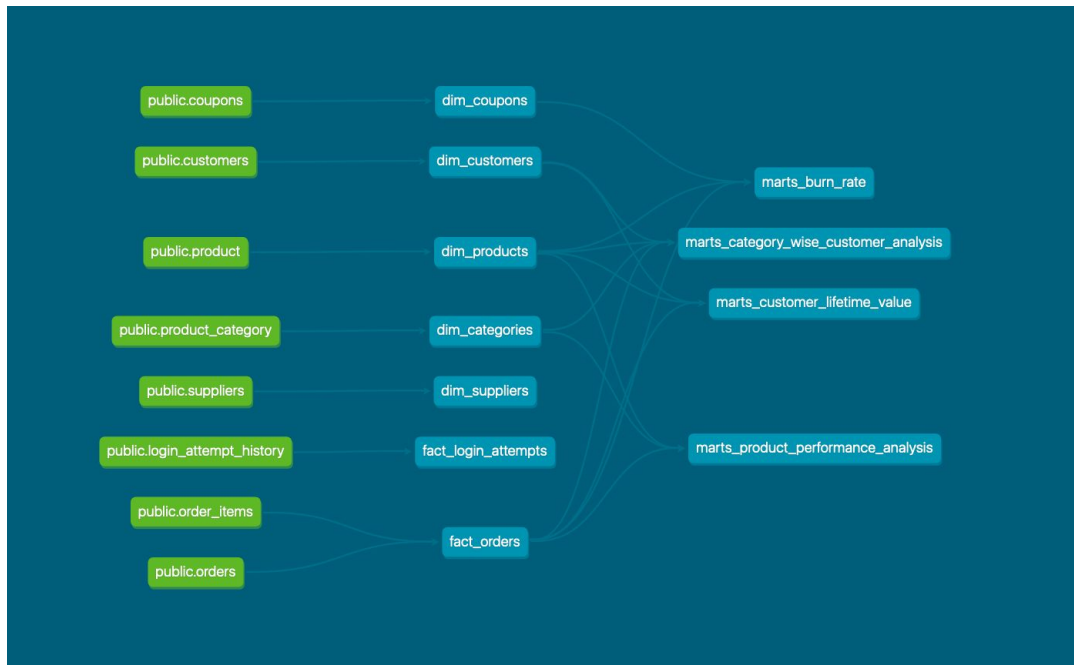 public.coupons
dim_coupons
public.customers
dim_customers
marts_burn_rate
public.product
dim_products
marts_category_wise_customer_analysis
marts_customer_lifetime_value
public.product_category
dim_categories
public.suppliers
dim_suppliers
public.login_attempt_history
fact_login_attempts
marts_product_performance_analysis
public.order_items
fact_orders
public.orders